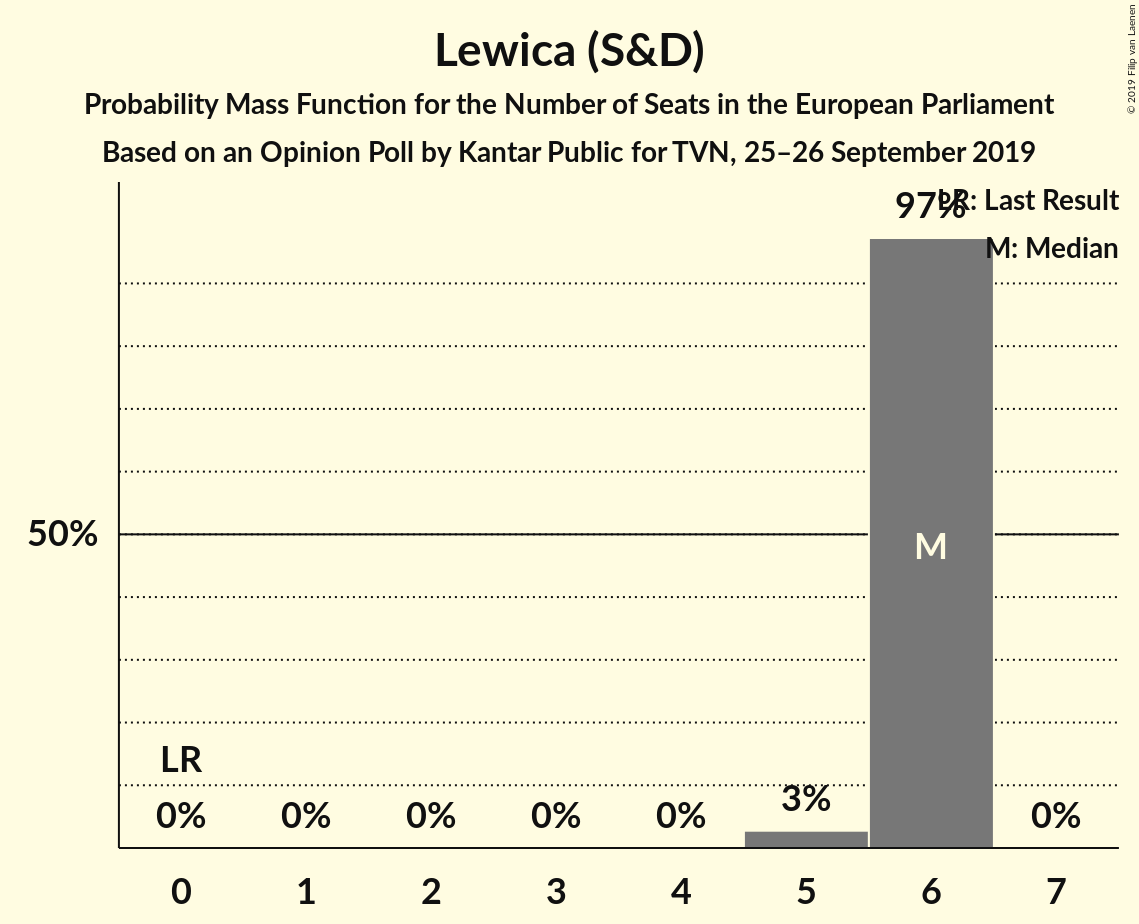 Lewica (S&D)
Probability Mass Function for the Number of Seats in the European Parliament
Based on an Opinion Poll by Kantar Public for TVN, 25–26 September 2019
© 2019 Filip van Laenen
97%
LR: Last Result
M: Median
50%
M
LR
0%
0%
0%
0%
0%
3%
0%
0
1
2
3
4
5
6
7